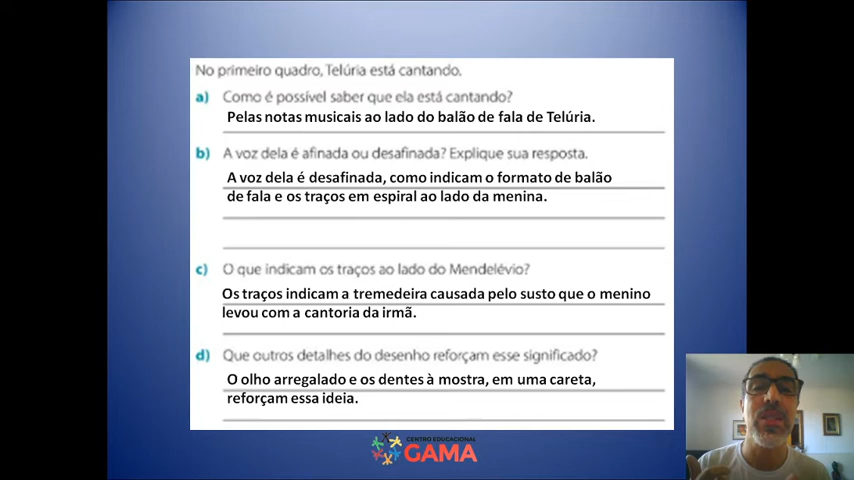 No primeiro quadro, Telúria está cantando.
a) Como é possível saber que ela está cantando?
Pelas notas musicais ao lado do balão de fala de Telúria.
b) A voz dela é afinada ou desafinada? Explique sua resposta.
A voz dela é desafinada, como indicam o formato de balão
de fala e os traços em espiral ao lado da menina.
c) O que indicam os traços ao lado do Mendelévio?
Os traços indicam a tremedeira causada pelo susto que o menino
levou com a cantoria da irmã.
d) Que outros detalhes do desenho reforçam esse significado?
O olho arregalado e os dentes à mostra, em uma careta,
reforçam essa ideia.
CENTRO EDUCACIONAL
GAMA